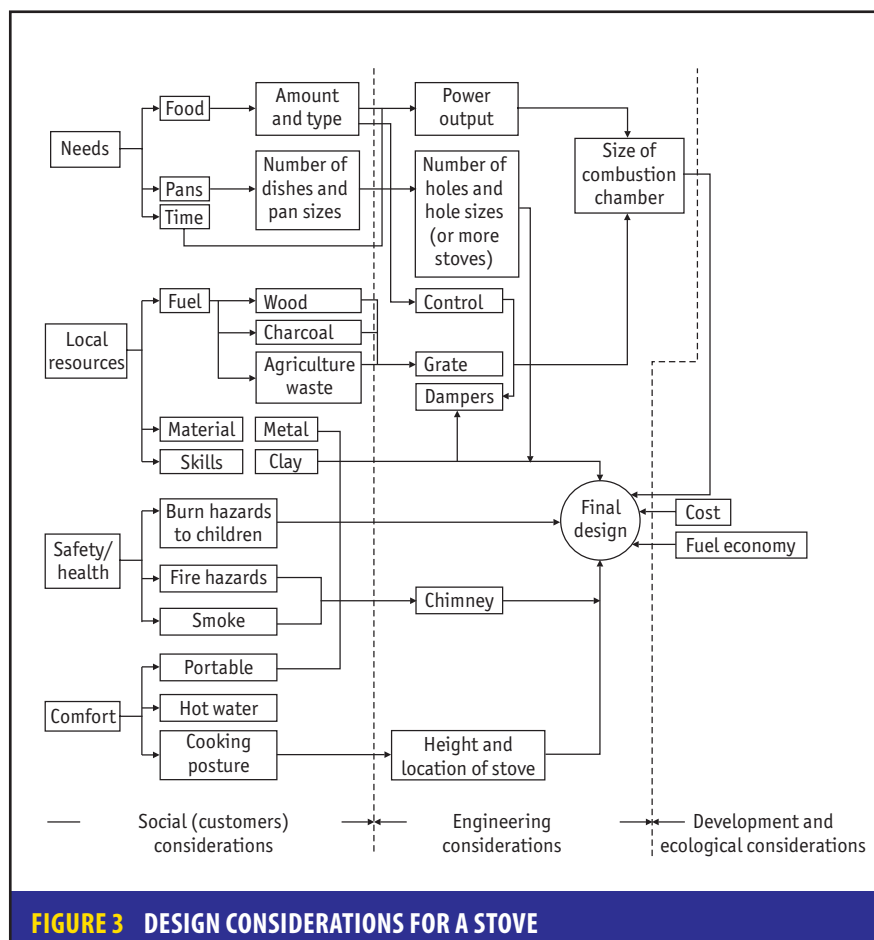 Food
Amount
and type
Power
output
Needs
Size of
combustion
chamber
Pans
Time
Number of
dishes and
pan sizes
Number of
holes and
hole sizes
(or more
stoves)
Fuel
Wood
Control
Local
resources
Charcoal
Agriculture
waste
Grate
Dampers
Material
Metal
Skills
Clay
Burn hazards
to children
Final
design
Cost
Safety/
health
Fuel economy
Fire hazards
Chimney
Smoke
Portable
Comfort
Hot water
Cooking
posture
Height and
location of stove
Social (customers)
considerations
Engineering
considerations
Development and
ecological considerations
FIGURE 3 DESIGN CONSIDERATIONS FOR A STOVE